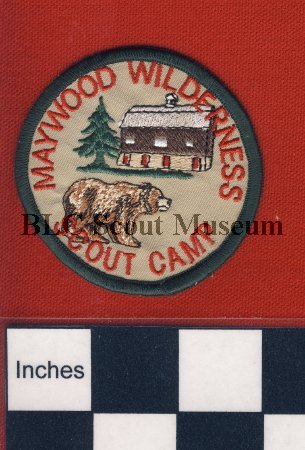 MAYWOOD WILDERNESS
SCOUT CAMP
BLC Scout Museum
Inches